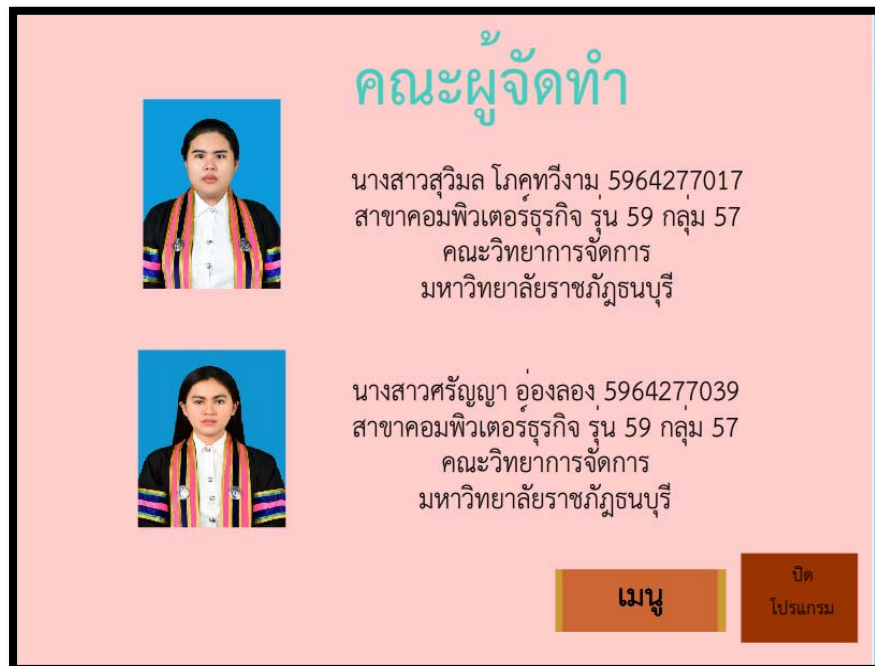 คณะผู้จัดทำ
นางสาวสุวิมล โภคทวีงาม 5964277017
สาขาคอมพิวเตอร์ธุรกิจ รุ่น 59 กลุ่ม 57
คณะวิทยาการจัดการ
มหาวิทยาลัยราชภัฏธนบุรี
นางสาวศรัญญา อ่องลอง 5964277039
สาขาคอมพิวเตอร์ธุรกิจ รุ่น 59 กลุ่ม 57
คณะวิทยาการจัดการ
มหาวิทยาลัยราชภัฏธนบุรี
เมนู
ปิด
โปรแกรม